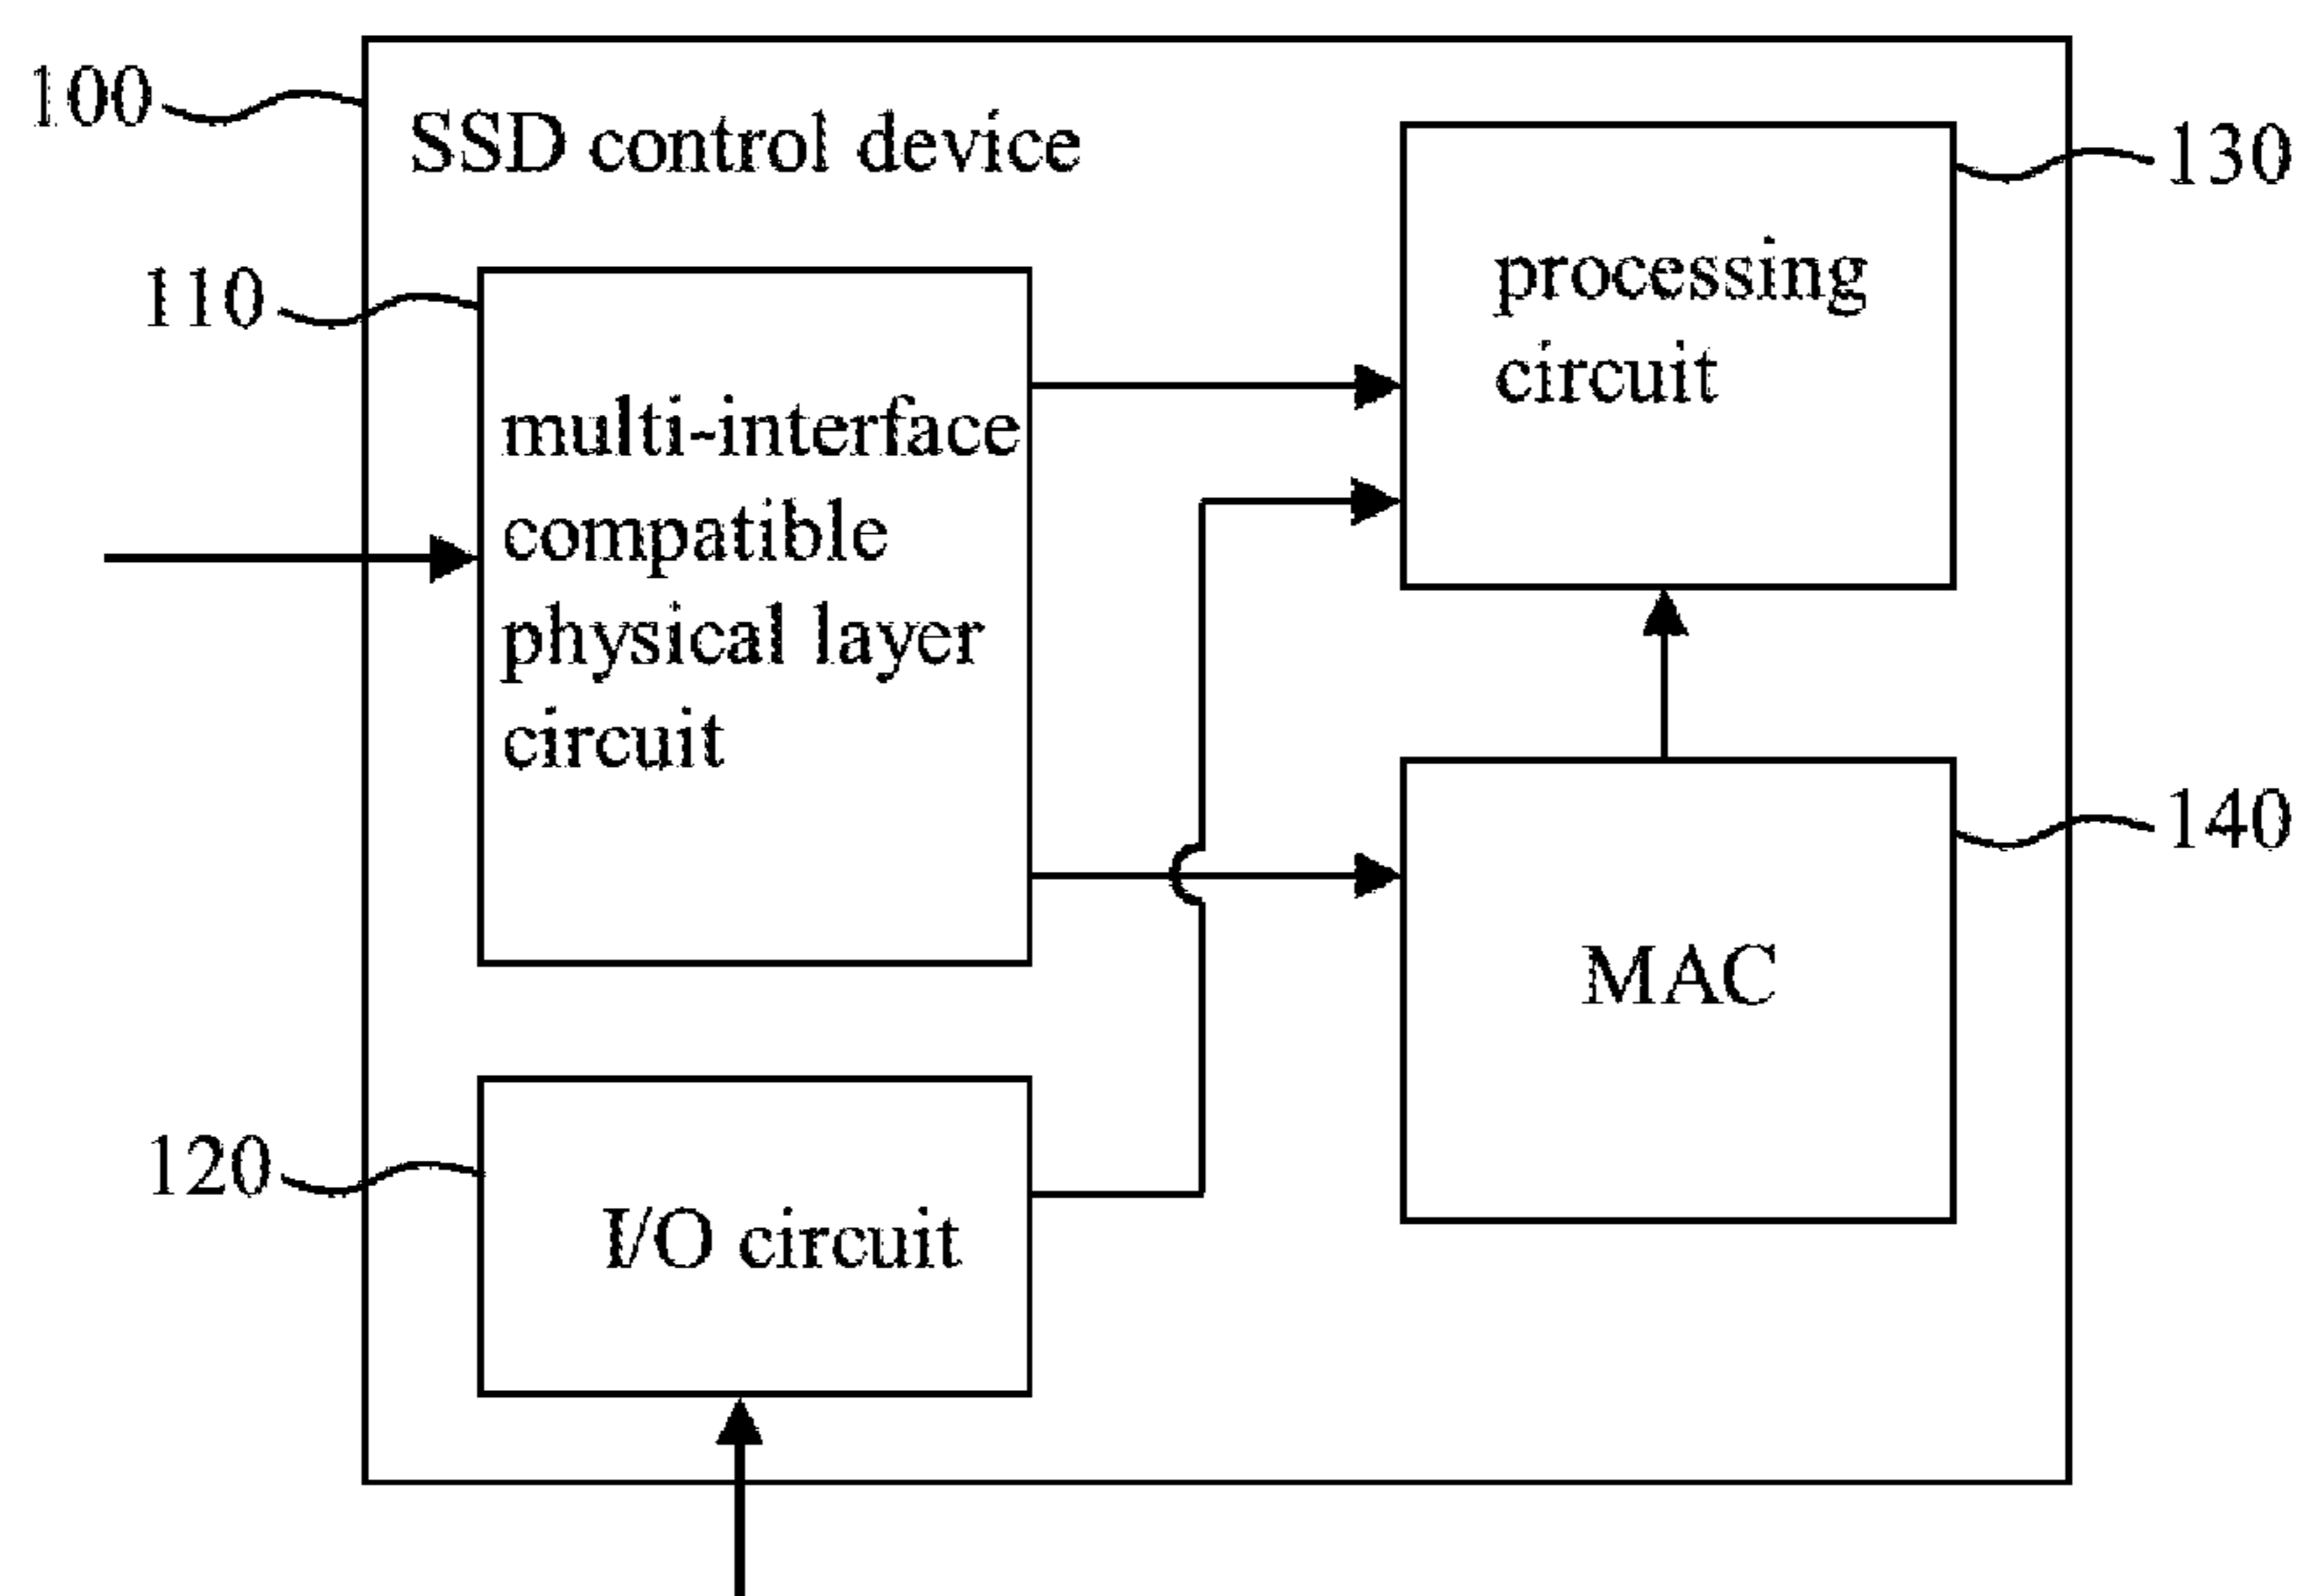 100
SSD control device
130
110
processing
circuit
multi-interface
compatible
physical layer
circuit
140
MAC
120
I/O circuit